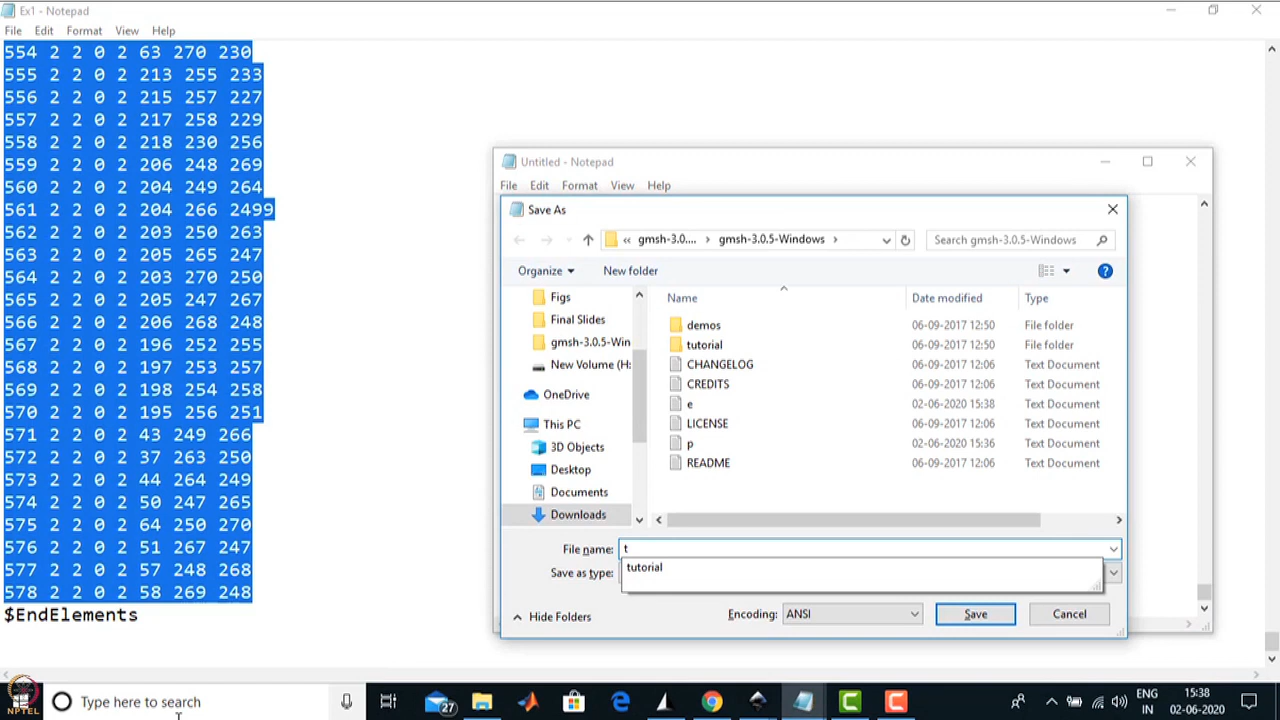 Ex1 - Notepad
File Edit Format View Help
554 2 2 0 2 63 270 230
555 2 2 0 2 213 255 233
556 2 2 0 2 215 257 227
557 2 2 0 2 217 258 229
558 2 2 0 2 218 230 256
559 2 2 0 2 206 248 269
560 2 2 0 2 204 249 264
561 2 2 0 2 204 266 2499
562 2 2 0 2 203 250 263
563 2 2 0 2 205 265 247
564 2 2 0 2 203 270 250
565 2 2 0 2 205 247 267
566 2 2 0 2 206 268 248
567 2 2 0 2 196 252 255
568 2 2 0 2 197 253 257
569 2 2 0 2 198 254 258
570 2 2 0 2 195 256 251
571 2 2 0 2 43 249 266
572 2 2 0 2 37 263 250
573 2 2 0 2 44 264 249
574 2 2 0 2 50 247 265
575 2 2 0 2 64 250 270
576 2 2 0 2 51 267 247
577 2 2 0 2 57 248 268
578 2 2 0 2 58 269 248
$EndElements
Untitled - Notepad
File Edit Format View Help
Save As
« gmsh-3.0.... › gmsh-3.0.5-Windows ›
Search gmsh-3.0.5-Windows
Organize
New folder
Figs
Final Slides
gmsh-3.0.5-Win
New Volume (H:
OneDrive
This PC
3D Objects
Desktop
Documents
Downloads
Name Date modified Type
demos 06-09-2017 12:50 File folder
tutorial 06-09-2017 12:50 File folder
CHANGELOG 06-09-2017 12:06 Text Document
CREDITS 06-09-2017 12:06 Text Document
e 02-06-2020 15:38 Text Document
LICENSE 06-09-2017 12:06 Text Document
p 02-06-2020 15:36 Text Document
README 06-09-2017 12:06 Text Document
File name: t
tutorial
Save as type:
Hide Folders
Encoding: ANSI
Save
Cancel
NPTEL
Type here to search
27
ENG
IN
15:38
02-06-2020